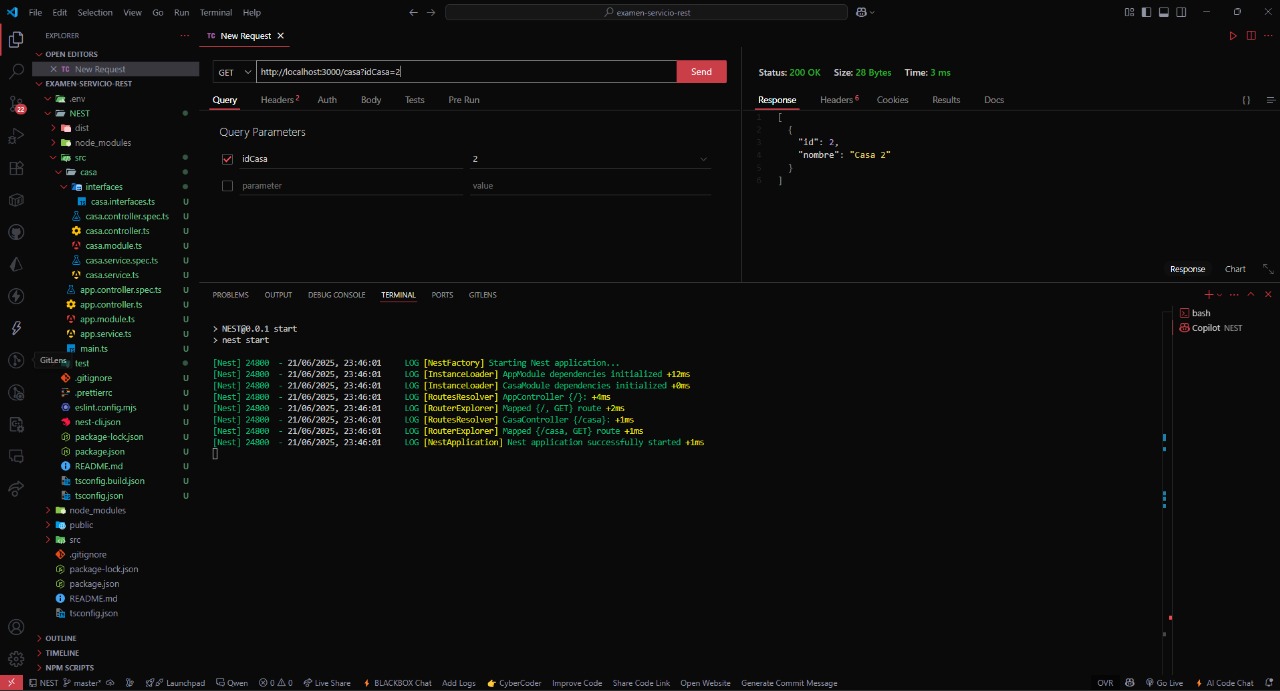 File Edit Selection View Go Run Terminal Help
examen-servicio-rest
EXPLORER
OPEN EDITORS
TC New Request
EXAMEN-SERVICIO-REST
.env
NEST
dist
node_modules
src
casa
interfaces
casa.interfaces.ts U
casa.controller.spec.ts U
casa.controller.ts U
casa.module.ts U
casa.service.spec.ts U
casa.service.ts U
app.controller.spec.ts U
app.controller.ts U
app.module.ts U
app.service.ts U
main.ts U
GitLens
test
.gitignore U
.prettierrc U
eslint.config.mjs U
nest-cli.json U
package-lock.json U
package.json U
README.md U
tsconfig.build.json U
tsconfig.json U
node_modules
public
src
.gitignore
package-lock.json
package.json
README.md
tsconfig.json
OUTLINE
TIMELINE
NPM SCRIPTS
22
TC New Request
GET http://localhost:3000/casa?idCasa=2 Send
Query Headers 2 Auth Body Tests Pre Run
Query Parameters
idCasa 2
parameter value
Status: 200 OK Size: 28 Bytes Time: 3 ms
Response Headers 6 Cookies Results Docs {}
1 [
2 {
3 "id": 2,
4 "nombre": "Casa 2"
5 }
6 ]
Response Chart
PROBLEMS OUTPUT DEBUG CONSOLE TERMINAL PORTS GITLENS
> NEST@0.0.1 start
> nest start
[Nest] 24800 - 21/06/2025, 23:46:01 LOG [NestFactory] Starting Nest application...
[Nest] 24800 - 21/06/2025, 23:46:01 LOG [InstanceLoader] AppModule dependencies initialized +12ms
[Nest] 24800 - 21/06/2025, 23:46:01 LOG [InstanceLoader] CasaModule dependencies initialized +0ms
[Nest] 24800 - 21/06/2025, 23:46:01 LOG [RoutesResolver] AppController {/}: +4ms
[Nest] 24800 - 21/06/2025, 23:46:01 LOG [RouterExplorer] Mapped {/, GET} route +2ms
[Nest] 24800 - 21/06/2025, 23:46:01 LOG [RoutesResolver] CasaController {/casa}: +1ms
[Nest] 24800 - 21/06/2025, 23:46:01 LOG [RouterExplorer] Mapped {/casa, GET} route +1ms
[Nest] 24800 - 21/06/2025, 23:46:01 LOG [NestApplication] Nest application successfully started +1ms
bash
Copilot NEST
NEST master* Launchpad Qwen 0 0 Live Share BLACKBOX Chat Add Logs CyberCoder Improve Code Share Code Link Open Website Generate Commit Message OVR Go Live AI Code Chat